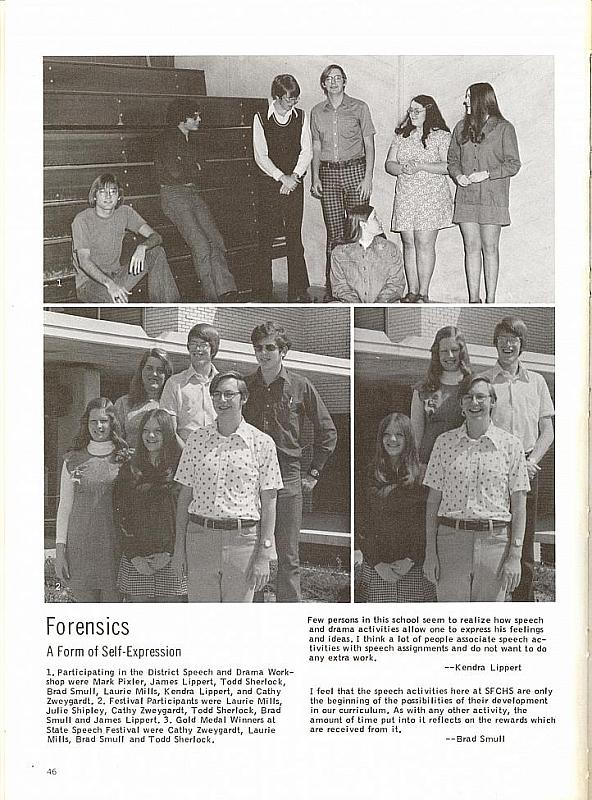 1
2
Forensics
A Form of Self-Expression
1. Participating in the District Speech and Drama Work-
shop were Mark Pixler, James Lippert, Todd Sherlock,
Brad Smull, Laurie Mills, Kendra Lippert, and Cathy
Zweygardt. 2. Festival Participants were Laurie Mills,
Julie Shipley, Cathy Zweygardt, Todd Sherlock, Brad
Smull and James Lippert. 3. Gold Medal Winners at
State Speech Festival were Cathy Zweygardt, Laurie
Mills, Brad Smull and Todd Sherlock.
Few persons in this school seem to realize how speech
and drama activities allow one to express his feelings
and ideas. I think a lot of people associate speech ac-
tivities with speech assignments and do not want to do
any extra work.
--Kendra Lippert
I feel that the speech activities here at SFCHS are only
the beginning of the possibilities of their development
in our curriculum. As with any other activity, the
amount of time put into it reflects on the rewards which
are received from it.
--Brad Smull
46